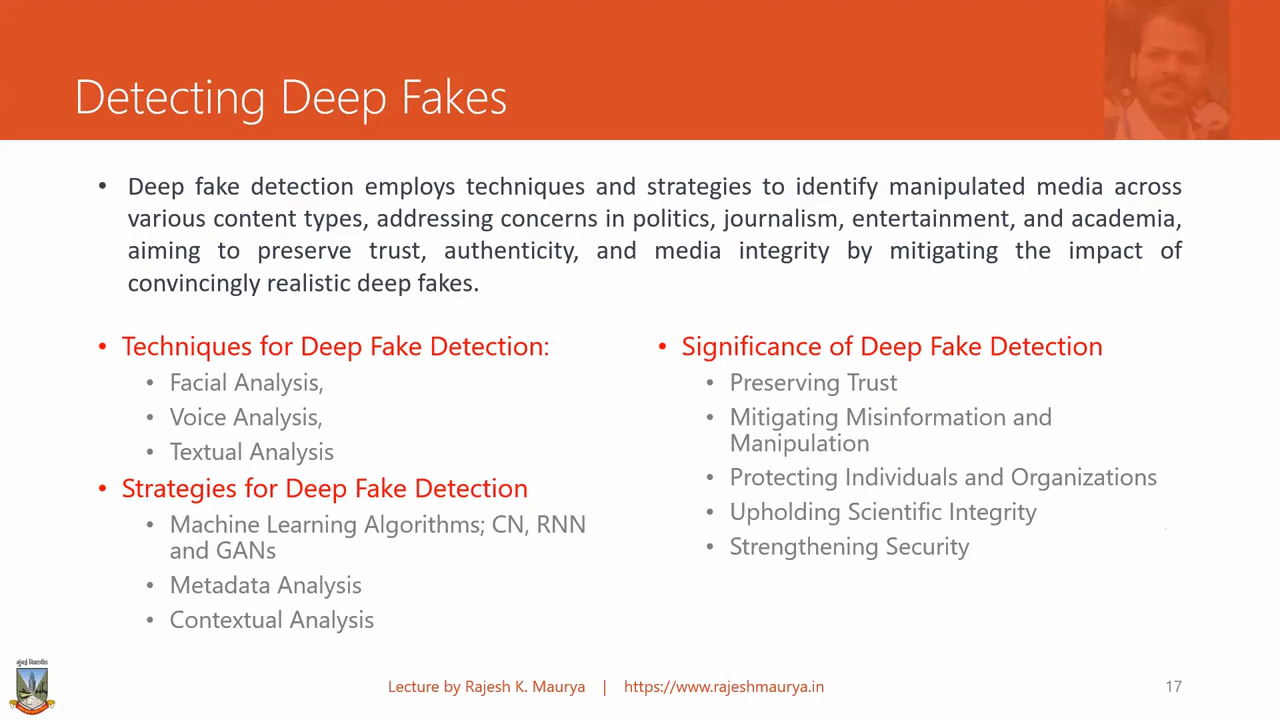 Detecting Deep Fakes
• Deep fake detection employs techniques and strategies to identify manipulated media across
various content types, addressing concerns in politics, journalism, entertainment, and academia,
aiming to preserve trust, authenticity, and media integrity by mitigating the impact of
convincingly realistic deep fakes.
• Techniques for Deep Fake Detection:
• Facial Analysis,
• Voice Analysis,
• Textual Analysis
• Strategies for Deep Fake Detection
• Machine Learning Algorithms; CN, RNN
and GANs
• Metadata Analysis
• Contextual Analysis
• Significance of Deep Fake Detection
• Preserving Trust
• Mitigating Misinformation and
Manipulation
• Protecting Individuals and Organizations
• Upholding Scientific Integrity
• Strengthening Security
मुंबई विद्यापीठ
Lecture by Rajesh K. Maurya | https://www.rajeshmaurya.in
17